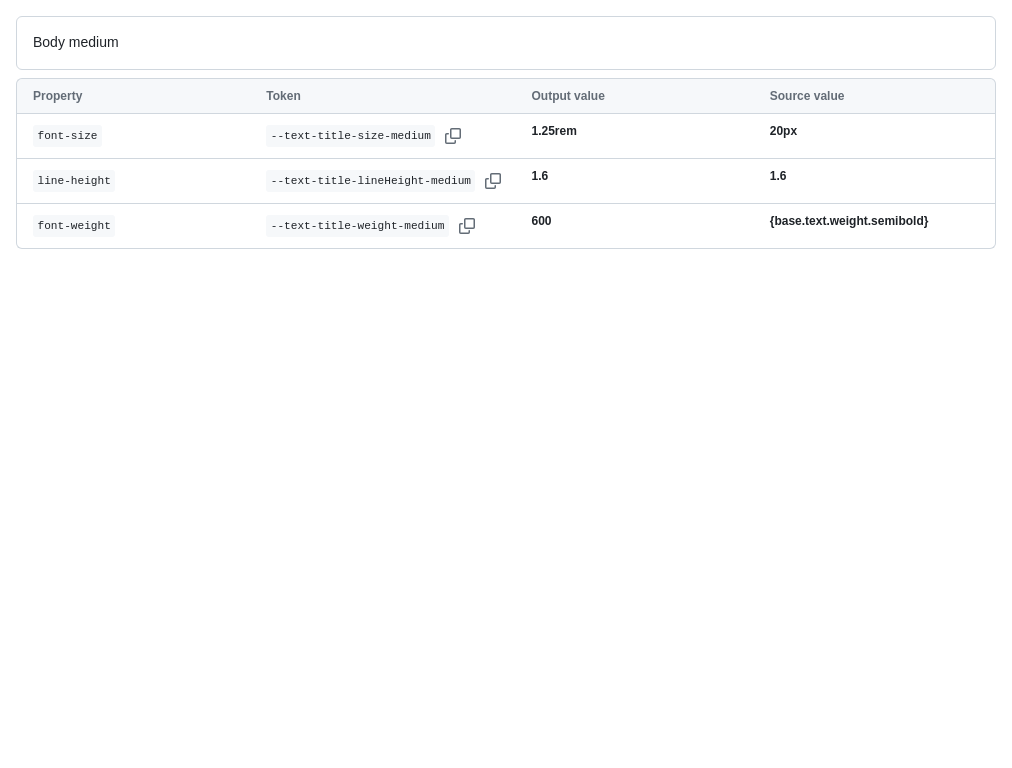 Body medium
Property Token Output value Source value
font-size --text-title-size-medium 1.25rem 20px
line-height --text-title-lineHeight-medium 1.6 1.6
font-weight --text-title-weight-medium 600 {base.text.weight.semibold}